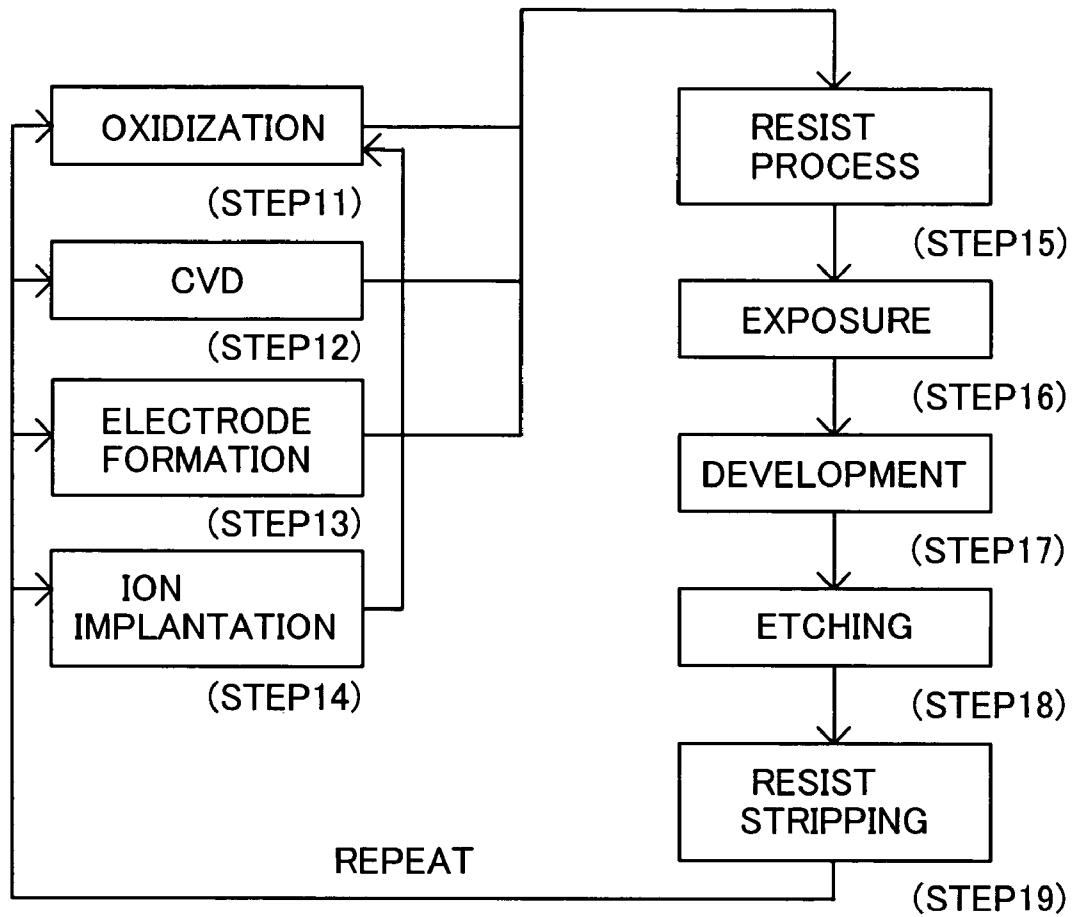 OXIDIZATION
(STEP11)
CVD
(STEP12)
ELECTRODE
FORMATION
(STEP13)
ION
IMPLANTATION
(STEP14)
RESIST
PROCESS
(STEP15)
EXPOSURE
(STEP16)
DEVELOPMENT
(STEP17)
ETCHING
(STEP18)
RESIST
STRIPPING
(STEP19)
REPEAT